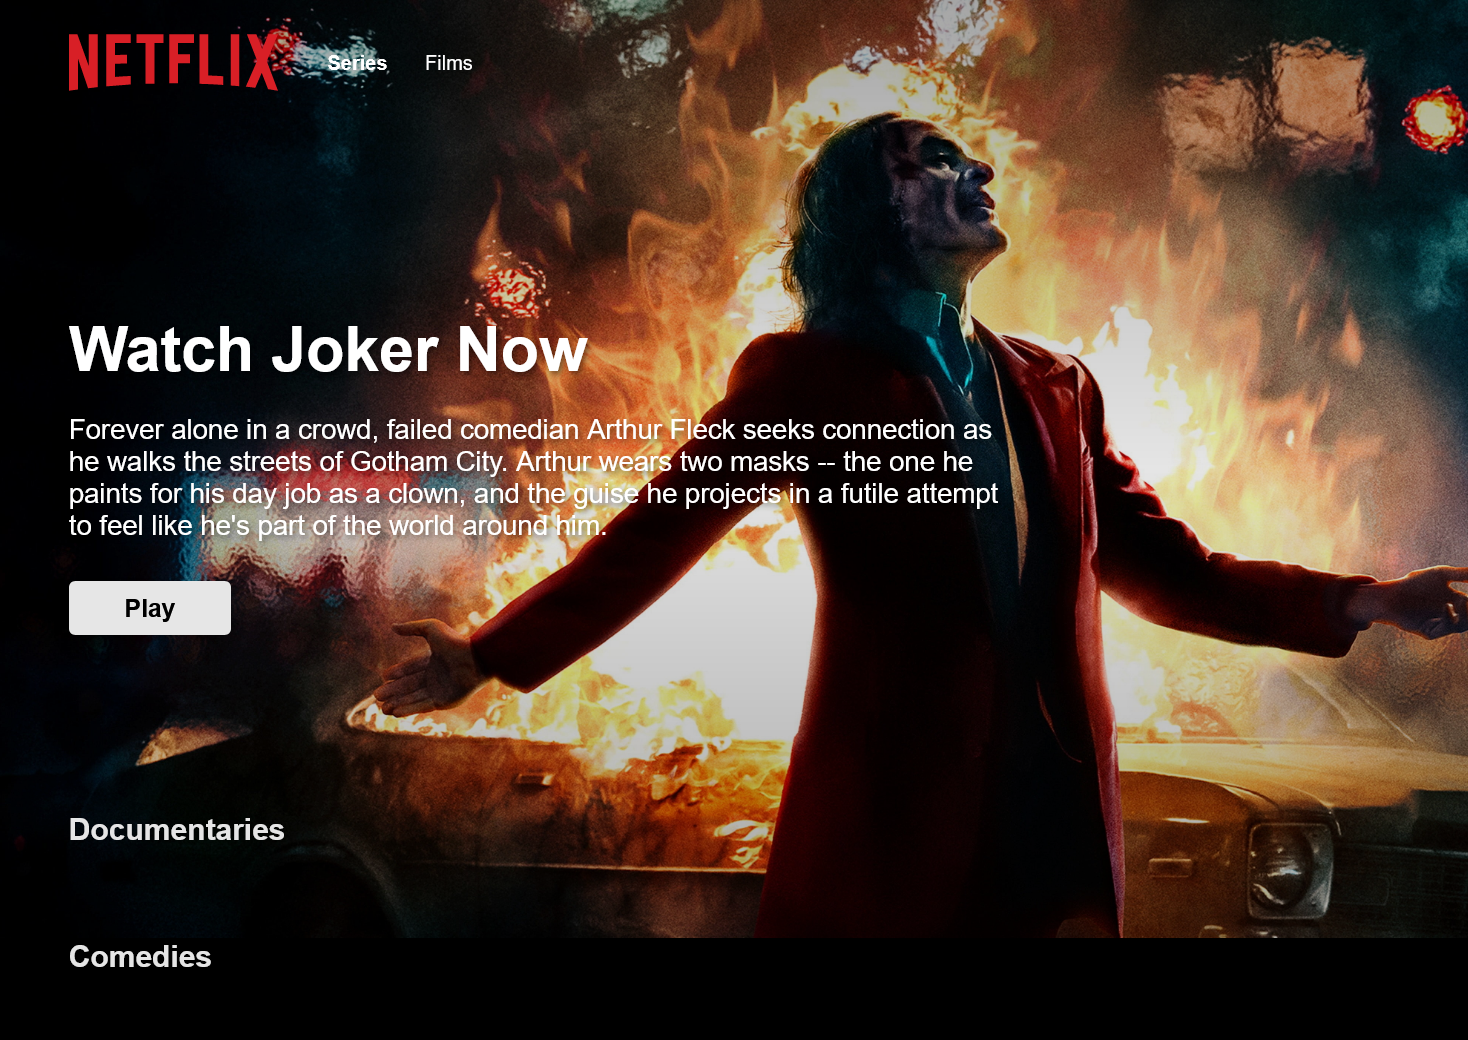 NETFLIX
Series
Films
Watch Joker Now
Forever alone in a crowd, failed comedian Arthur Fleck seeks connection as
he walks the streets of Gotham City. Arthur wears two masks -- the one he
paints for his day job as a clown, and the guise he projects in a futile attempt
to feel like he's part of the world around him.
Play
Documentaries
Comedies